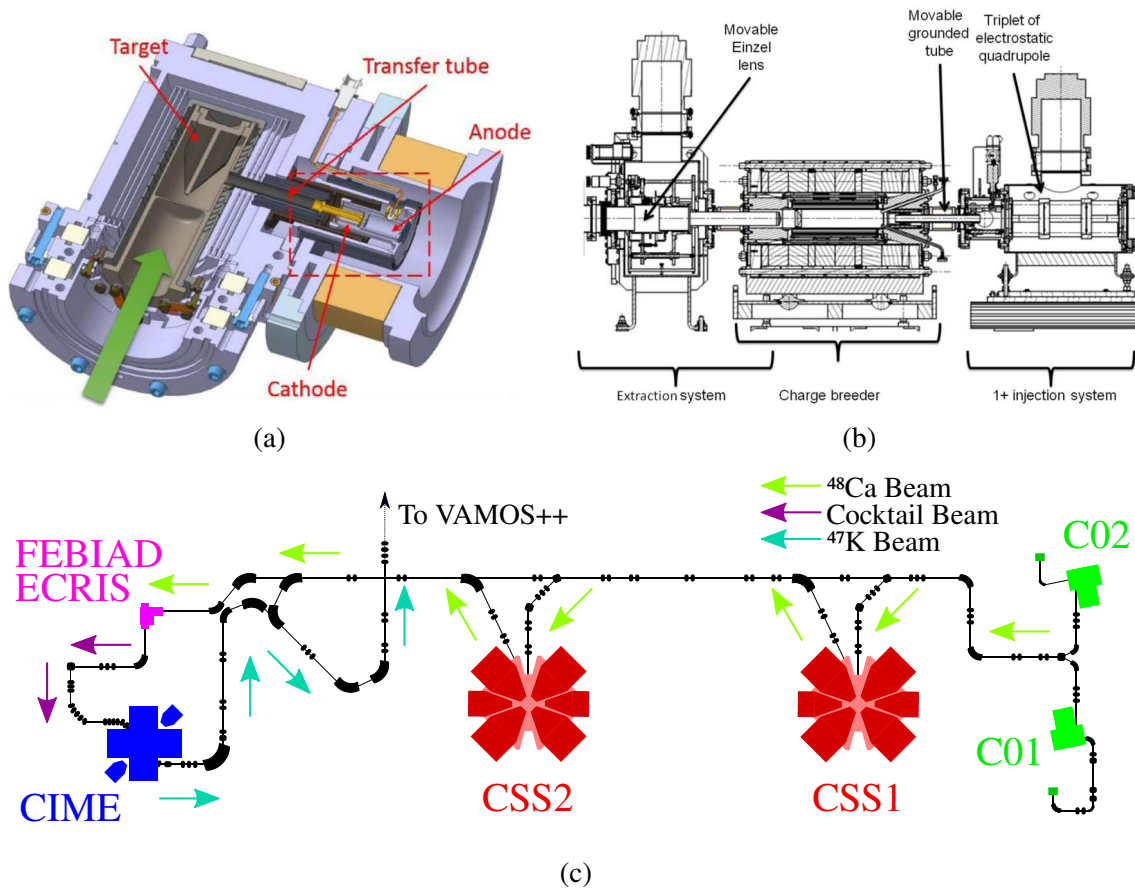 Target
Transfer tube
Anode
Cathode
(a)
Movable
Einzel
lens
Movable
grounded
tube
Triplet of
electrostatic
quadrupole
Extraction system
Charge breeder
1+ injection system
(b)
⁴⁸Ca Beam
Cocktail Beam
⁴⁷K Beam
To VAMOS++
FEBIAD
ECRIS
C02
C01
CIME
CSS2
CSS1
(c)